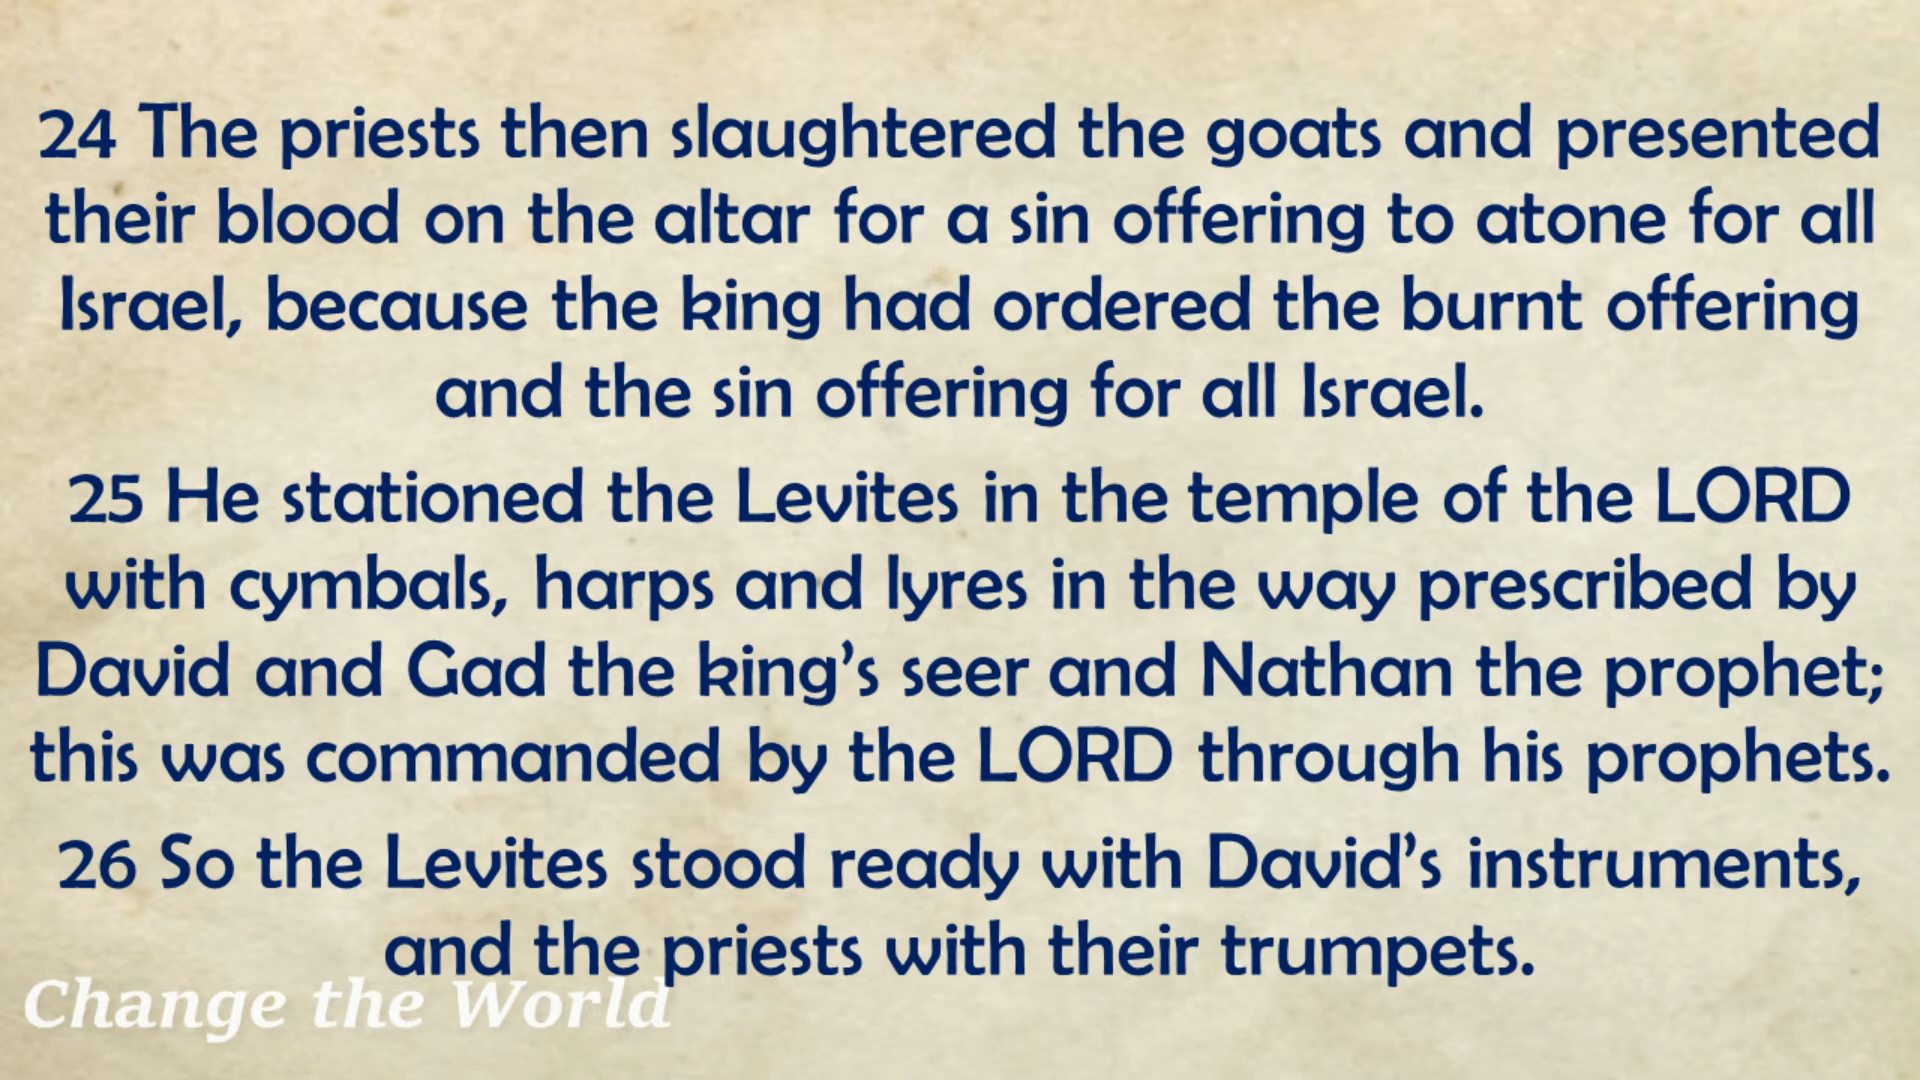 24 The priests then slaughtered the goats and presented
their blood on the altar for a sin offering to atone for all
Israel, because the king had ordered the burnt offering
and the sin offering for all Israel.
25 He stationed the Levites in the temple of the LORD
with cymbals, harps and lyres in the way prescribed by
David and Gad the king’s seer and Nathan the prophet;
this was commanded by the LORD through his prophets.
26 So the Levites stood ready with David’s instruments,
and the priests with their trumpets.
Change the World